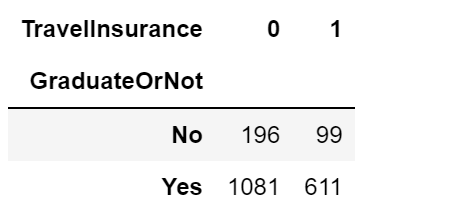 TravelInsurance 0 1
GraduateOrNot
No 196 99
Yes 1081 611